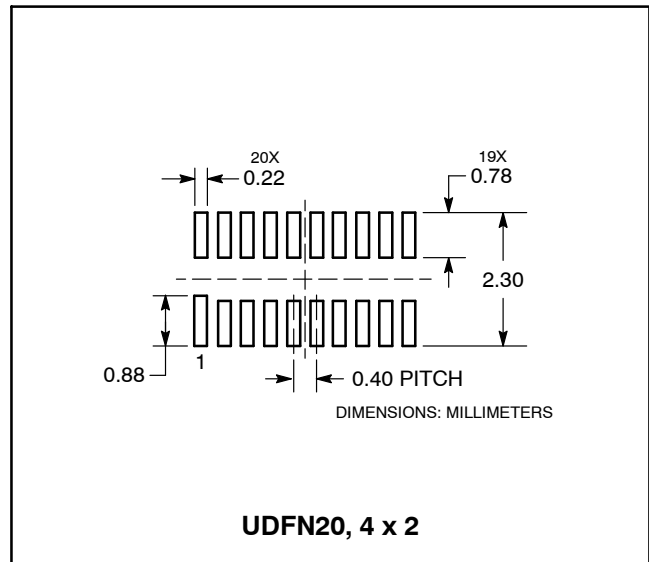 20X
0.22
19X
0.78
2.30
0.88
1
0.40 PITCH
DIMENSIONS: MILLIMETERS
UDFN20, 4 x 2